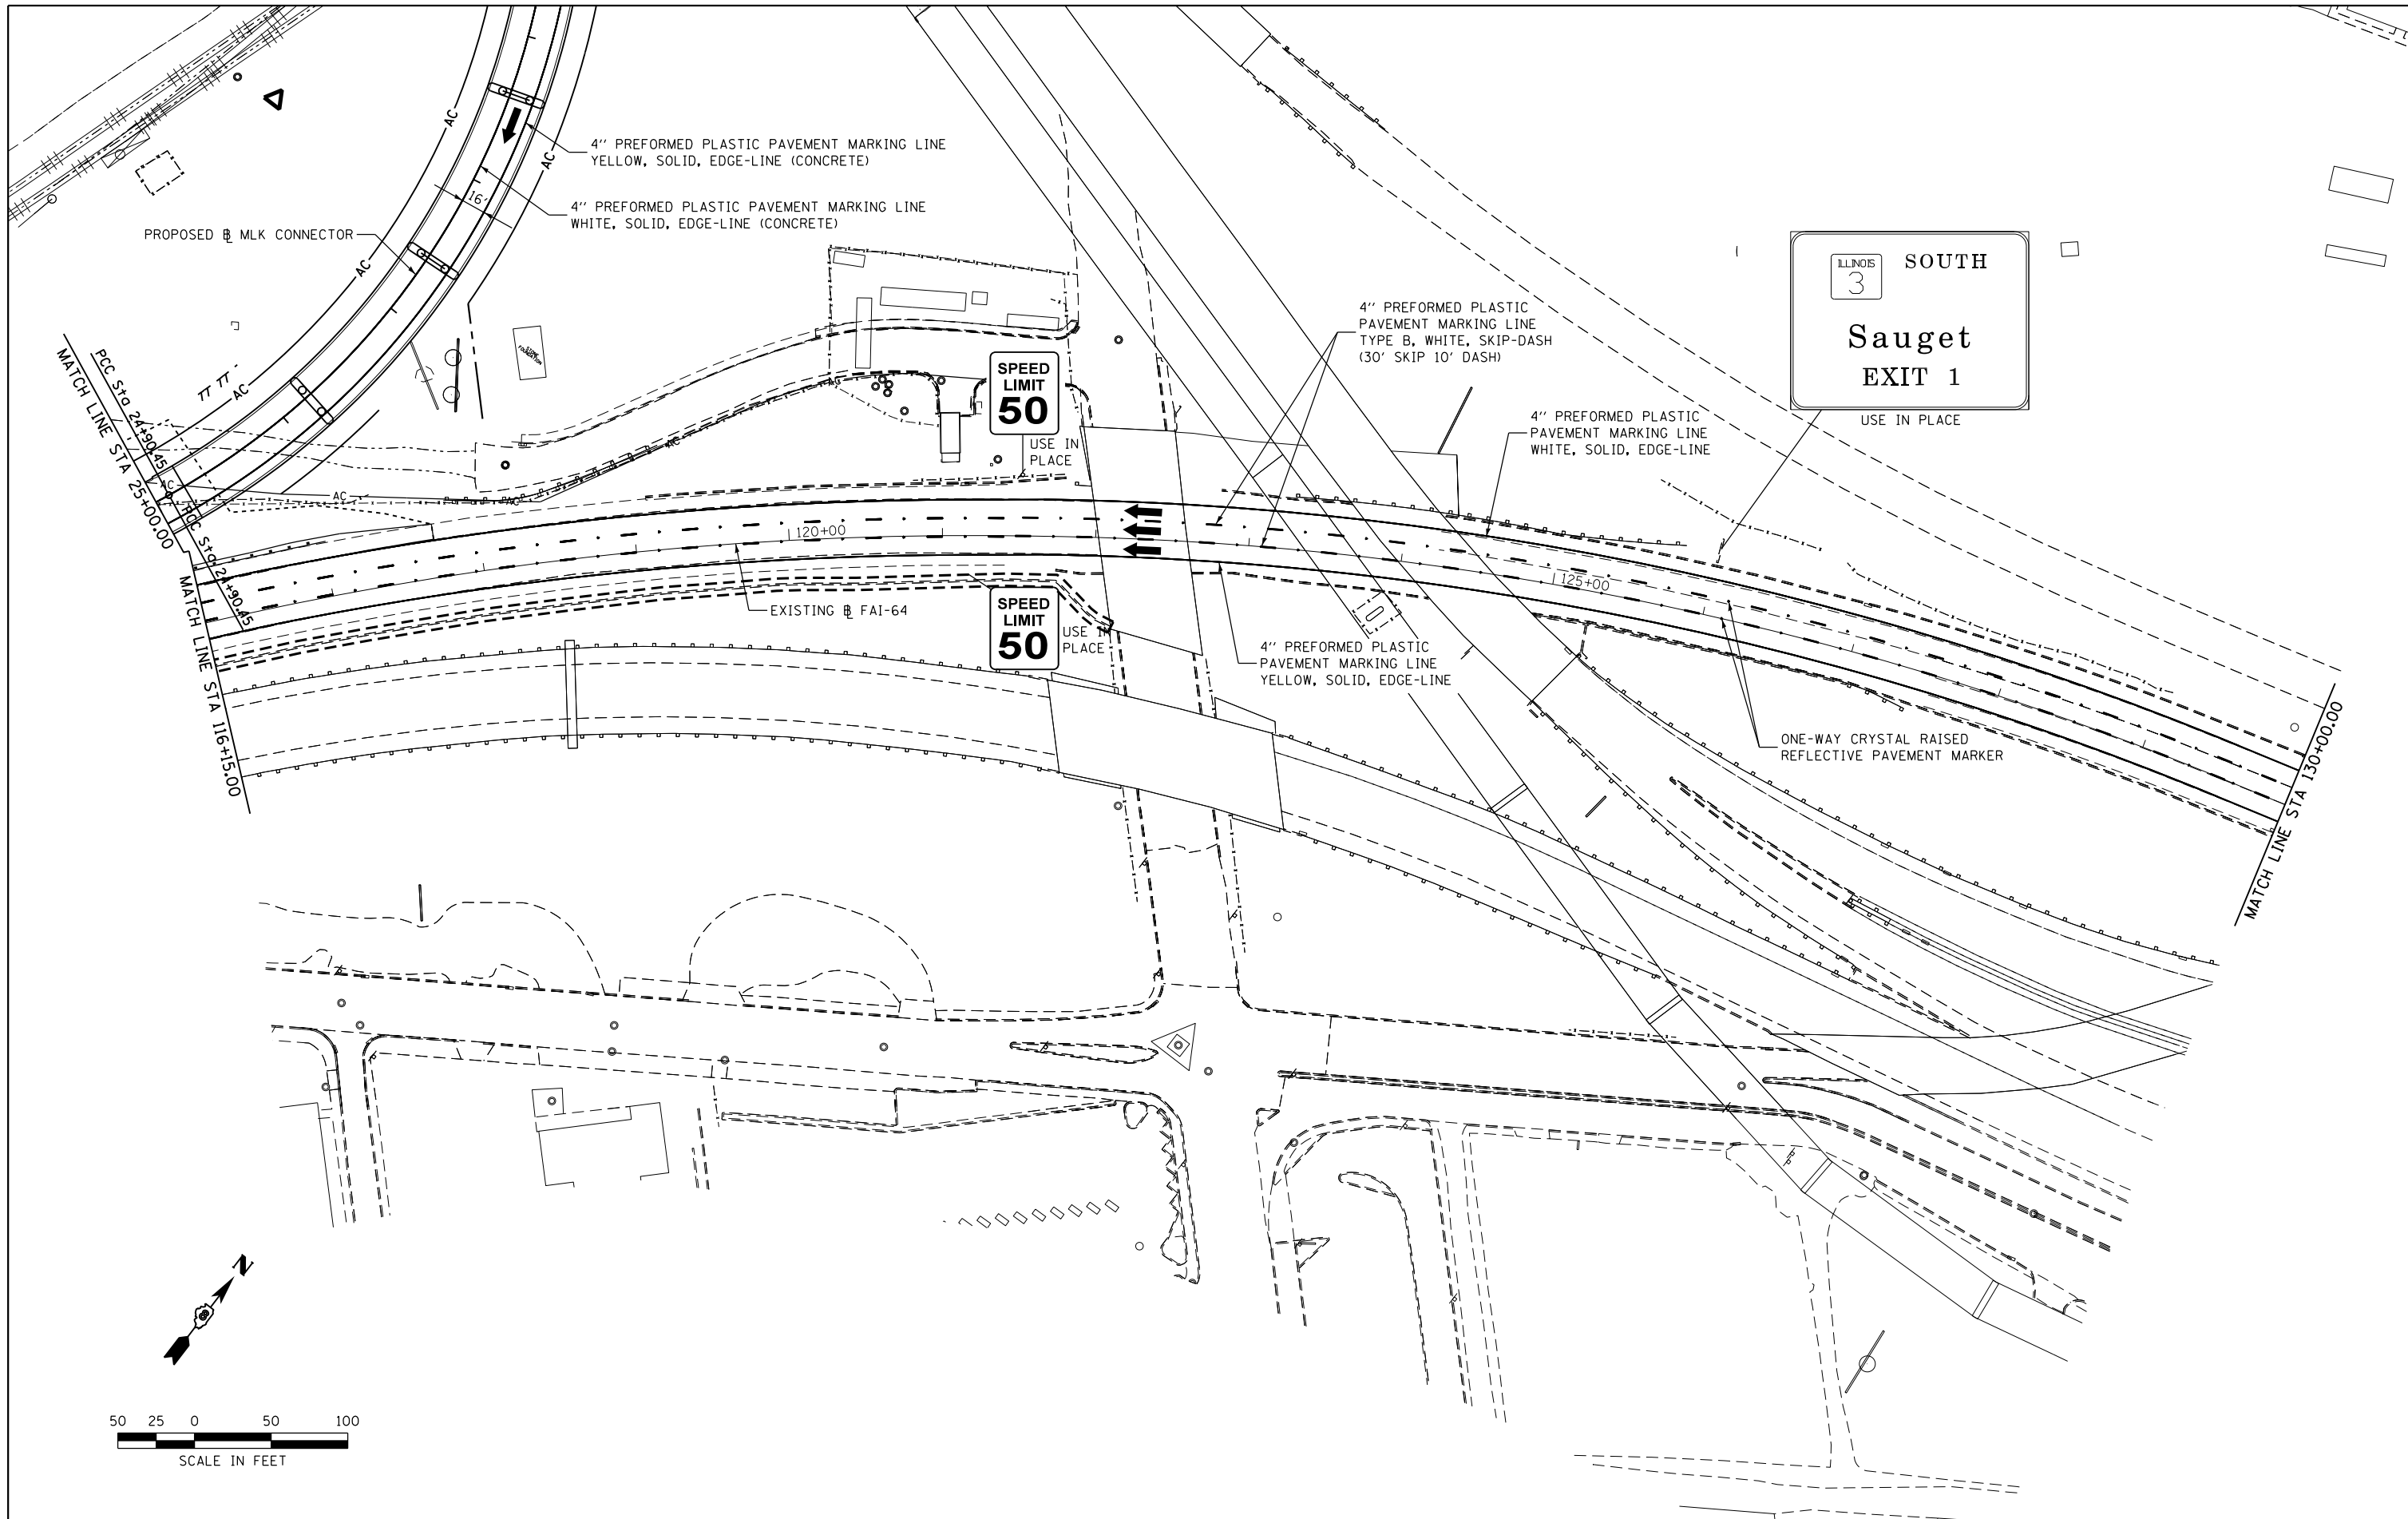 4'' PREFORMED PLASTIC PAVEMENT MARKING LINE
YELLOW, SOLID, EDGE-LINE (CONCRETE)
4'' PREFORMED PLASTIC PAVEMENT MARKING LINE
WHITE, SOLID, EDGE-LINE (CONCRETE)
16'
PROPOSED ℄ MLK CONNECTOR
AC
AC
AC
AC
AC
AC
AC
AC
PCC Sta 24+90.45
MATCH LINE STA 25+00.00
PCC Sta 24+90.45
MATCH LINE STA 116+15.00
SPEED
LIMIT
50
USE IN
PLACE
4'' PREFORMED PLASTIC
PAVEMENT MARKING LINE
TYPE B, WHITE, SKIP-DASH
(30' SKIP 10' DASH)
ILLINOIS
3
SOUTH
Sauget
EXIT 1
USE IN PLACE
4'' PREFORMED PLASTIC
PAVEMENT MARKING LINE
WHITE, SOLID, EDGE-LINE
120+00
125+00
EXISTING ℄ FAI-64
SPEED
LIMIT
50
USE IN
PLACE
4'' PREFORMED PLASTIC
PAVEMENT MARKING LINE
YELLOW, SOLID, EDGE-LINE
ONE-WAY CRYSTAL RAISED
REFLECTIVE PAVEMENT MARKER
MATCH LINE STA 130+00.00
N
50 25 0 50 100
SCALE IN FEET